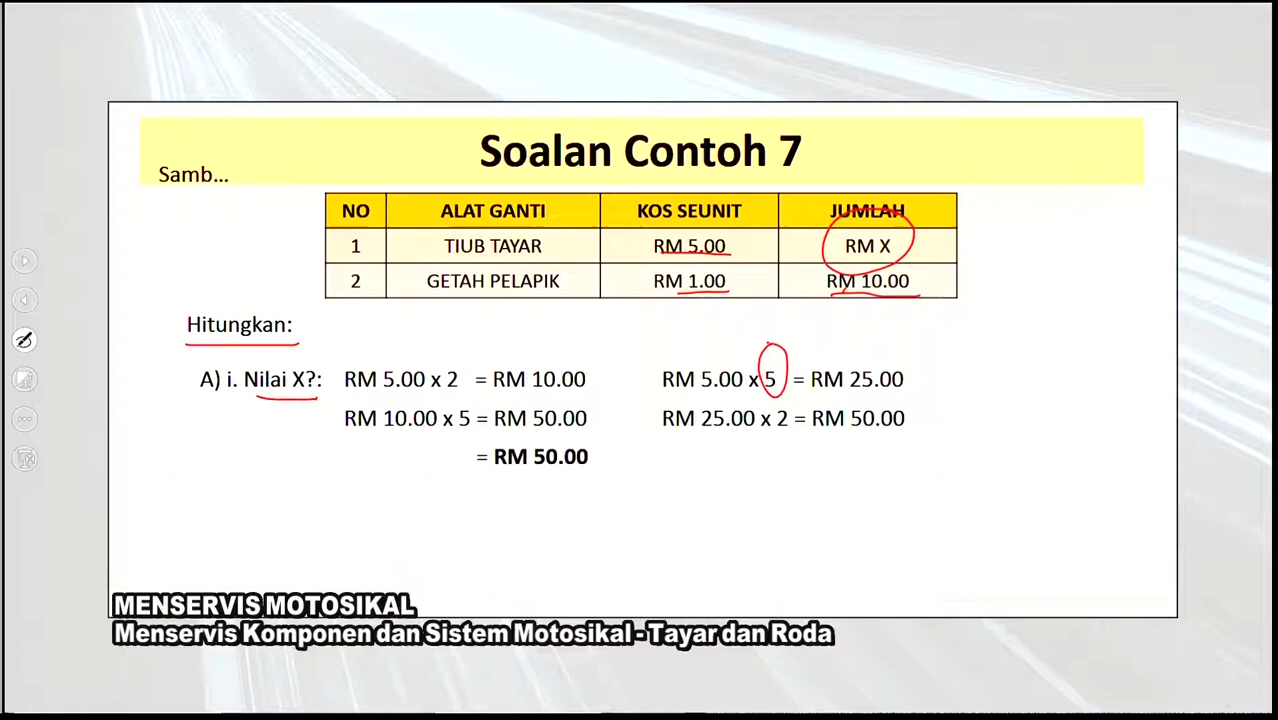 Soalan Contoh 7
Samb...
NO ALAT GANTI KOS SEUNIT JUMLAH
1 TIUB TAYAR RM 5.00 RM X
2 GETAH PELAPIK RM 1.00 RM 10.00
Hitungkan:
A) i. Nilai X?: RM 5.00 x 2 = RM 10.00 RM 5.00 x 5 = RM 25.00
RM 10.00 x 5 = RM 50.00 RM 25.00 x 2 = RM 50.00
= RM 50.00
MENSERVIS MOTOSIKAL
Menservis Komponen dan Sistem Motosikal - Tayar dan Roda